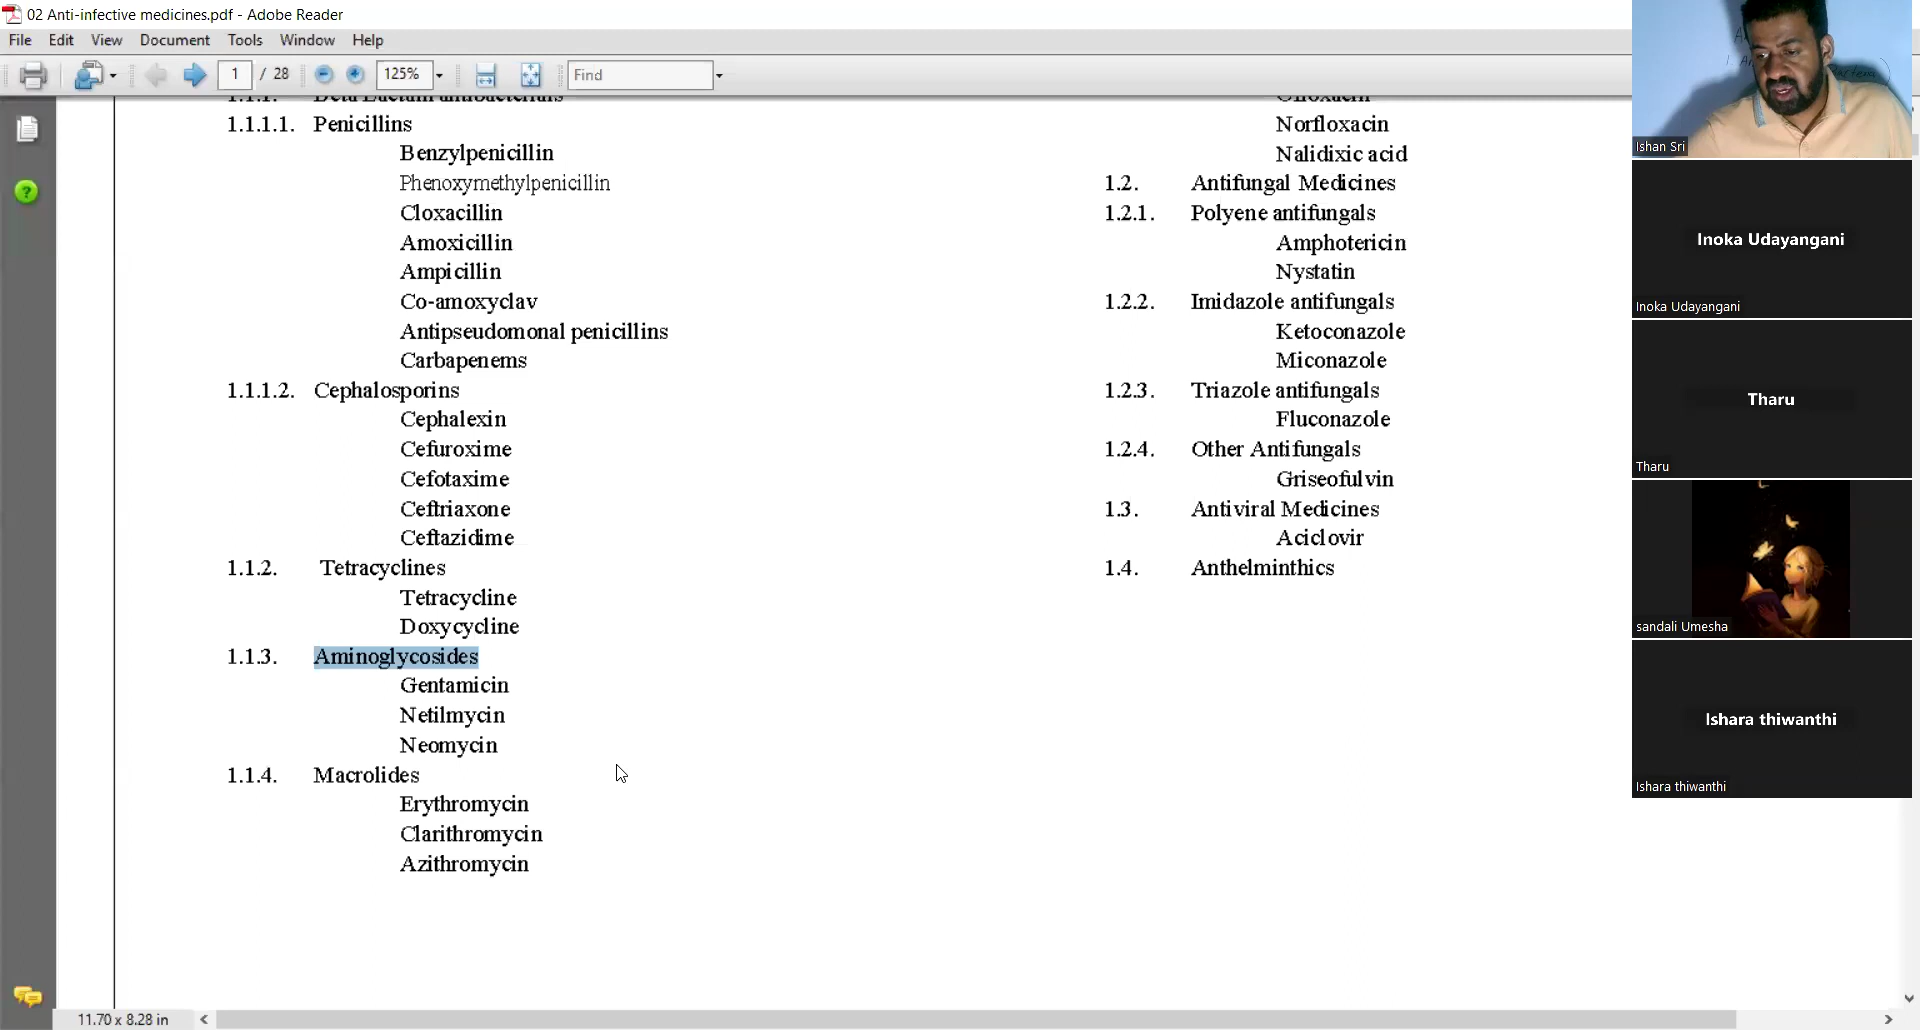 02 Anti-infective medicines.pdf - Adobe Reader
File Edit View Document Tools Window Help
1 / 28 125% Find
1.1.1. Beta Lactam antibacterials
1.1.1.1. Penicillins
Benzylpenicillin
Phenoxymethylpenicillin
Cloxacillin
Amoxicillin
Ampicillin
Co-amoxyclav
Antipseudomonal penicillins
Carbapenems
1.1.1.2. Cephalosporins
Cephalexin
Cefuroxime
Cefotaxime
Ceftriaxone
Ceftazidime
1.1.2. Tetracyclines
Tetracycline
Doxycycline
1.1.3. Aminoglycosides
Gentamicin
Netilmycin
Neomycin
1.1.4. Macrolides
Erythromycin
Clarithromycin
Azithromycin
Norfloxacin
Nalidixic acid
1.2. Antifungal Medicines
1.2.1. Polyene antifungals
Amphotericin
Nystatin
1.2.2. Imidazole antifungals
Ketoconazole
Miconazole
1.2.3. Triazole antifungals
Fluconazole
1.2.4. Other Antifungals
Griseofulvin
1.3. Antiviral Medicines
Aciclovir
1.4. Anthelminthics
11.70 x 8.28 in
Ishan Sri
Inoka Udayangani
Inoka Udayangani
Tharu
Tharu
sandali Umesha
Ishara thiwanthi
Ishara thiwanthi